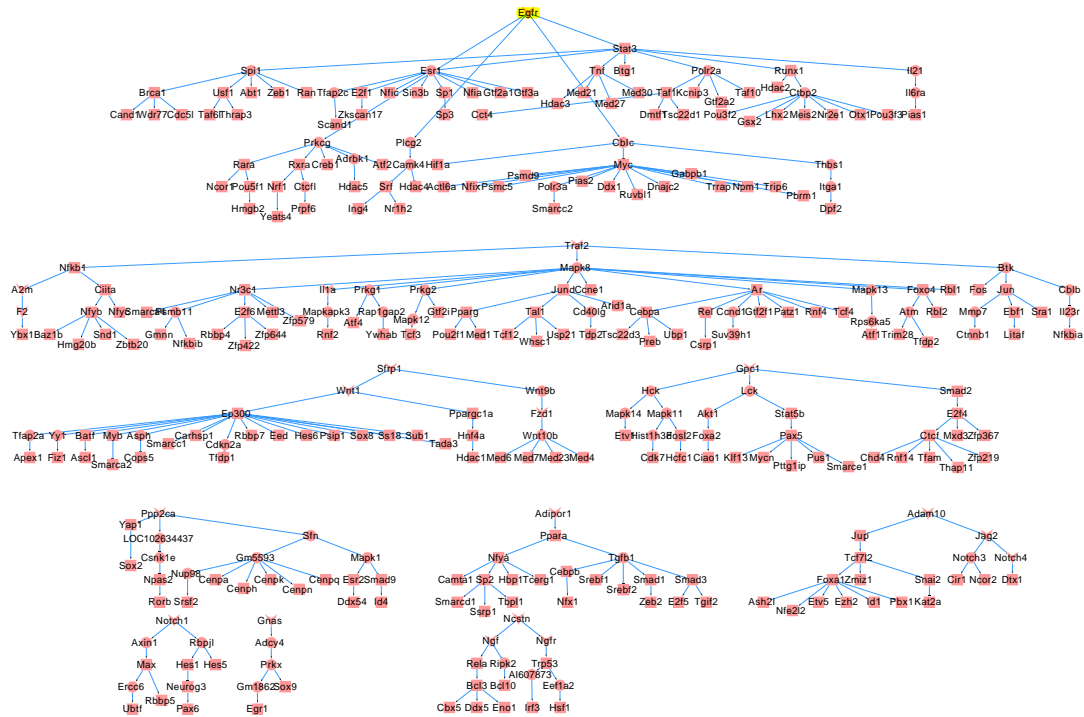 Egfr
Stat3
Spi1 Esr1 Tnf Btg1 Polr2a Runx1 Il21
Brca1 Usf1 Abt1 Zeb1 Ran Tfap2c E2f1 Nfic Sin3b Sp1 Nfia Gtf2a1 Gtf3a Med21 Med30 Taf1 Kcnip3 Taf10 Hdac2 Ctbp2 Il6ra
Cand1 Wdr77 Cdc5l Taf6l Thrap3 Zkscan17 Sp3 Cct4 Hdac3 Med27 Dmtf1 Tsc22d1 Gtf2a2 Pou3f2 Gsx2 Lhx2 Meis2 Nr2e1 Otx1 Pou3f3 Pias1
Scand1
Prkcg Plcg2 Cblc
Rara Rxra Creb1 Adrbk1 Atf2 Camk4 Hif1a Myc Thbs1
Ncor1 Pou5f1 Nrf1 Ctcfl Hdac5 Srf Hdac4 Actl6a Nfix Psmd9 Psmc5 Polr3a Pias2 Ddx1 Ruvbl1 Dnajc2 Gabpb1 Trrap Npm1 Trip6 Pbrm1 Itga1
Hmgb2 Yeats4 Prpf6 Ing4 Nr1h2 Smarcc2 Dpf2
Traf2
Nfkb1 Mapk8 Btk
A2m Ciita Nr3c1 Il1a Prkg1 Prkg2 Jund Ccne1 Ar Mapk13 Foxc4 Rbl1 Fos Jun Cblb
F2 Nfyb Nfyc Smarca4 Psmb11 E2f6 Mettl3 Mapkapk3 Rap1gap2 Gtf2i Pparg Tal1 Cd40lg Arid1a Cebpa Rel Ccnd1 Gtf2f1 Patz1 Rnf4 Tcf4 Rps6ka5 Atm Rbl2 Mmp7 Ebf1 Sra1 Il23r
Ybx1 Baz1b Hmg20b Snd1 Zbtb20 Gmnn Nfkbib Rbbp4 Zfp422 Zfp644 Zfp579 Rnf2 Atf4 Ywhab Mapk12 Tcf3 Pou2f1 Med1 Tcf12 Whsc1 Usp21 Tdp2 Tsc22d3 Preb Ubp1 Csrp1 Suv39h1 Atf1 Trim28 Tfdp2 Ctnnb1 Litaf Nfkbia
Sfrp1 Gpc1
Wnt1 Wnt9b Hck Lck Smad2
Ep300 Ppargc1a Fzd1 Mapk14 Mapk11 Akt1 Stat5b E2f4
Tfap2a Yy1 Batf Myb Asph Smarcc1 Carhsp1 Cdkn2a Rbbp7 Eed Hes6 Psip1 Sox8 Ss18 Sub1 Tada3 Hnf4a Wnt10b Etv1 Fosl2 Foxa2 Pax5 Ctcf Mxd3 Zfp367
Apex1 Fiz1 Ascl1 Smarca2 Cops5 Tfdp1 Hdac1 Med6 Med7 Med23 Med4 Cdk7 Hcfc1 Ciao1 Klf13 Mycn Pttg1ip Pus1 Smarce1 Chd4 Rnf14 Tfam Thap11 Zfp219
Ppp2ca Adipor1 Adam10
Yap1 LOC102634437 Sfn Ppara Jup Jag2
Sox2 Csnk1e Gm5593 Mapk1 Nfya Tgfb1 Tcf7l2 Notch3 Notch4
Npas2 Nup98 Cenpa Cenph Cenpk Cenpn Cenpq Esr2 Smad9 Camta1 Sp2 Hbp1 Tcerg1 Cebpb Srebf1 Srebf2 Smad1 Smad3 Foxa1 Zmiz1 Snai2 Cir1 Ncor2 Dtx1
Rorb Srsf2 Ddx54 Id4 Smarcd1 Ssrp1 Tbpl1 Nfx1 Zeb2 E2f5 Tgif2 Ash2l Nfe2l2 Etv5 Ezh2 Id1 Pbx1 Kat2a
Notch1 Gnas Ncstn
Axin1 Rbpjl Adcy4 Ngf Ngfr
Max Hes1 Hes5 Prkx Rela Ripk2 Trp53
Ercc6 Rbbp5 Neurog3 Gm1862 Sox9 Bcl3 Bcl10 AI607873 Eef1a2
Ubtf Pax6 Egr1 Cbx5 Ddx5 Eno1 Irf3 Hsf1